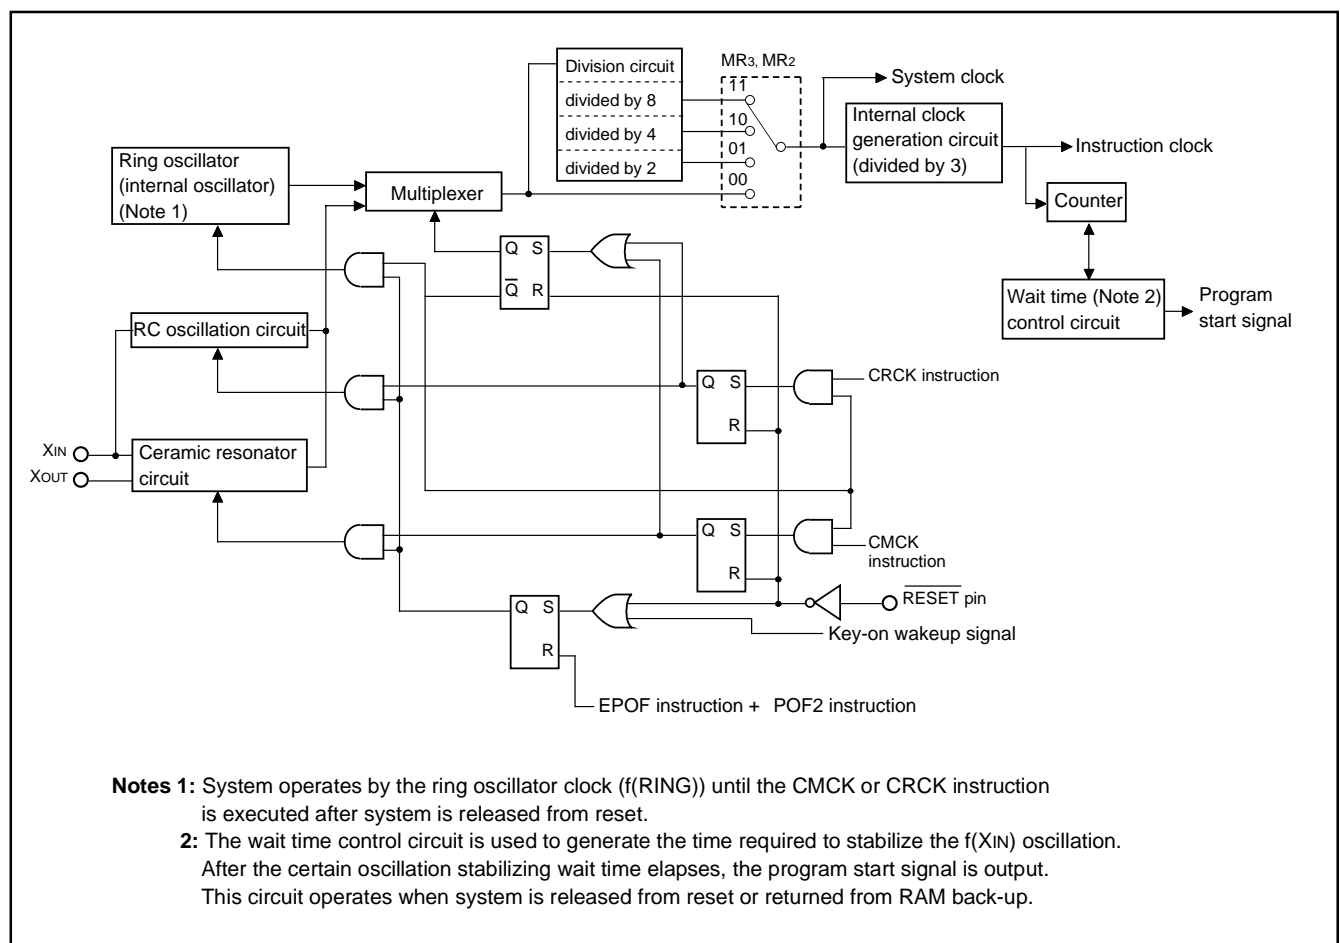 Division circuit
divided by 8
divided by 4
divided by 2
MR3, MR2
11
10
01
00
System clock
Internal clock
generation circuit
(divided by 3)
Instruction clock
Counter
Wait time (Note 2)
control circuit
Program
start signal
Ring oscillator
(internal oscillator)
(Note 1)
Multiplexer
Q S
Q R
RC oscillation circuit
Q S
R
CRCK instruction
XIN
XOUT
Ceramic resonator
circuit
Q S
R
CMCK
instruction
RESET pin
Key-on wakeup signal
Q S
R
EPOF instruction + POF2 instruction
Notes 1: System operates by the ring oscillator clock (f(RING)) until the CMCK or CRCK instruction
is executed after system is released from reset.
2: The wait time control circuit is used to generate the time required to stabilize the f(XIN) oscillation.
After the certain oscillation stabilizing wait time elapses, the program start signal is output.
This circuit operates when system is released from reset or returned from RAM back-up.